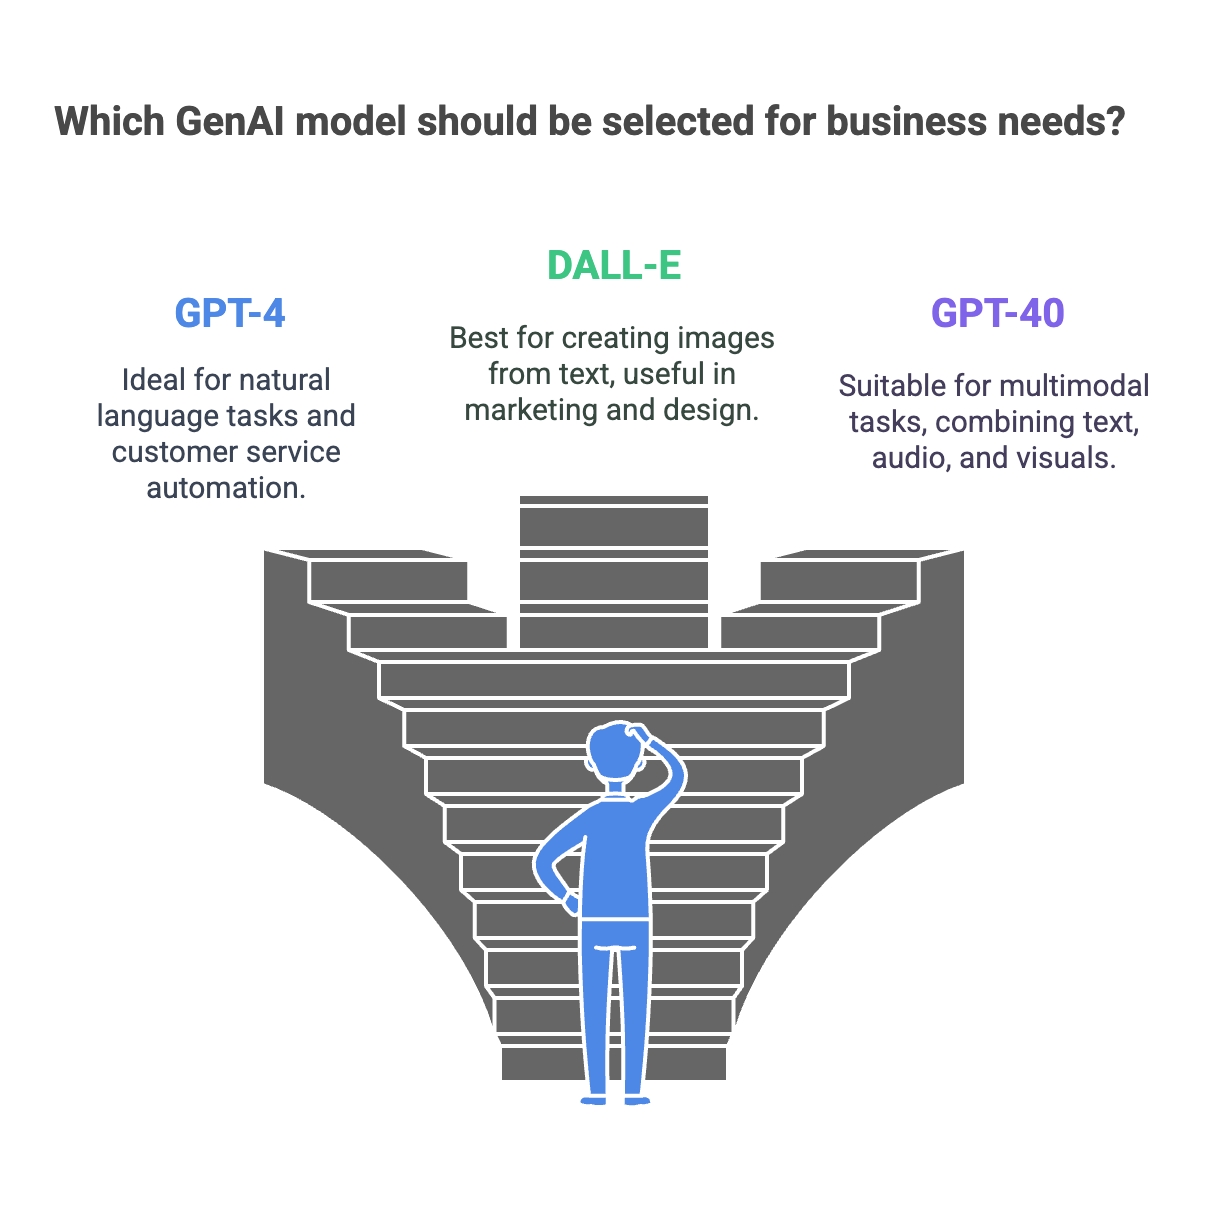 Which GenAI model should be selected for business needs?
DALL-E
Best for creating images
from text, useful in
marketing and design.
GPT-4
Ideal for natural
language tasks and
customer service
automation.
GPT-40
Suitable for multimodal
tasks, combining text,
audio, and visuals.